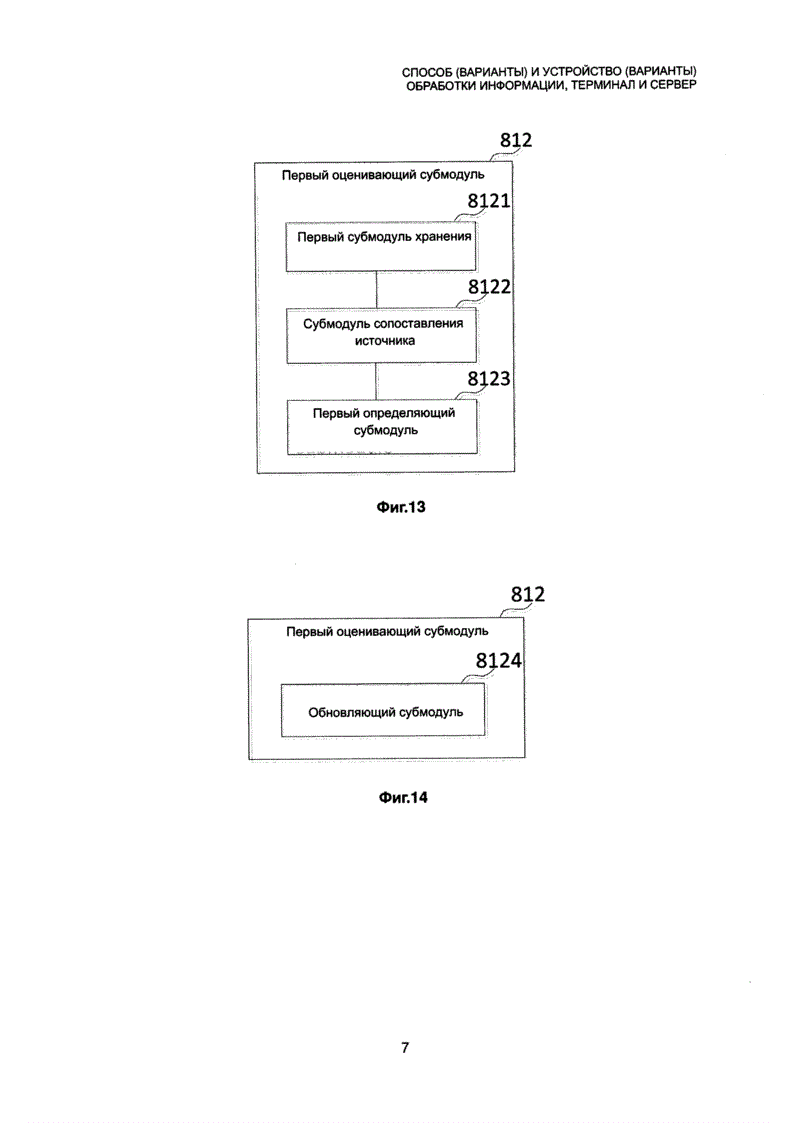 СПОСОБ (ВАРИАНТЫ) И УСТРОЙСТВО (ВАРИАНТЫ)
ОБРАБОТКИ ИНФОРМАЦИИ, ТЕРМИНАЛ И СЕРВЕР
812
Первый оценивающий субмодуль
8121
Первый субмодуль хранения
8122
Субмодуль сопоставления
источника
8123
Первый определяющий
субмодуль
Фиг.13
812
Первый оценивающий субмодуль
8124
Обновляющий субмодуль
Фиг.14
7